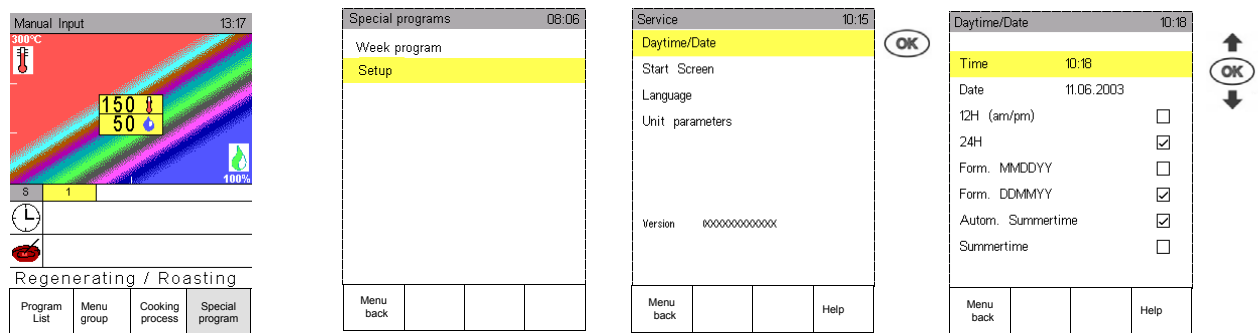 Manual Input 13:17
300°C
150
50
100%
S 1
Regenerating / Roasting
Program List
Menu group
Cooking process
Special program
Special programs 08:06
Week program
Setup
Menu back
Service 10:15
Daytime/Date
Start Screen
Language
Unit parameters
Version XXXXXXXXXXXX
Menu back
Help
OK
Daytime/Date 10:18
Time 10:18
Date 11.06.2003
12H (am/pm)
24H
Form. MMDDYY
Form. DDMMYY
Autom. Summertime
Summertime
Menu back
Help
OK